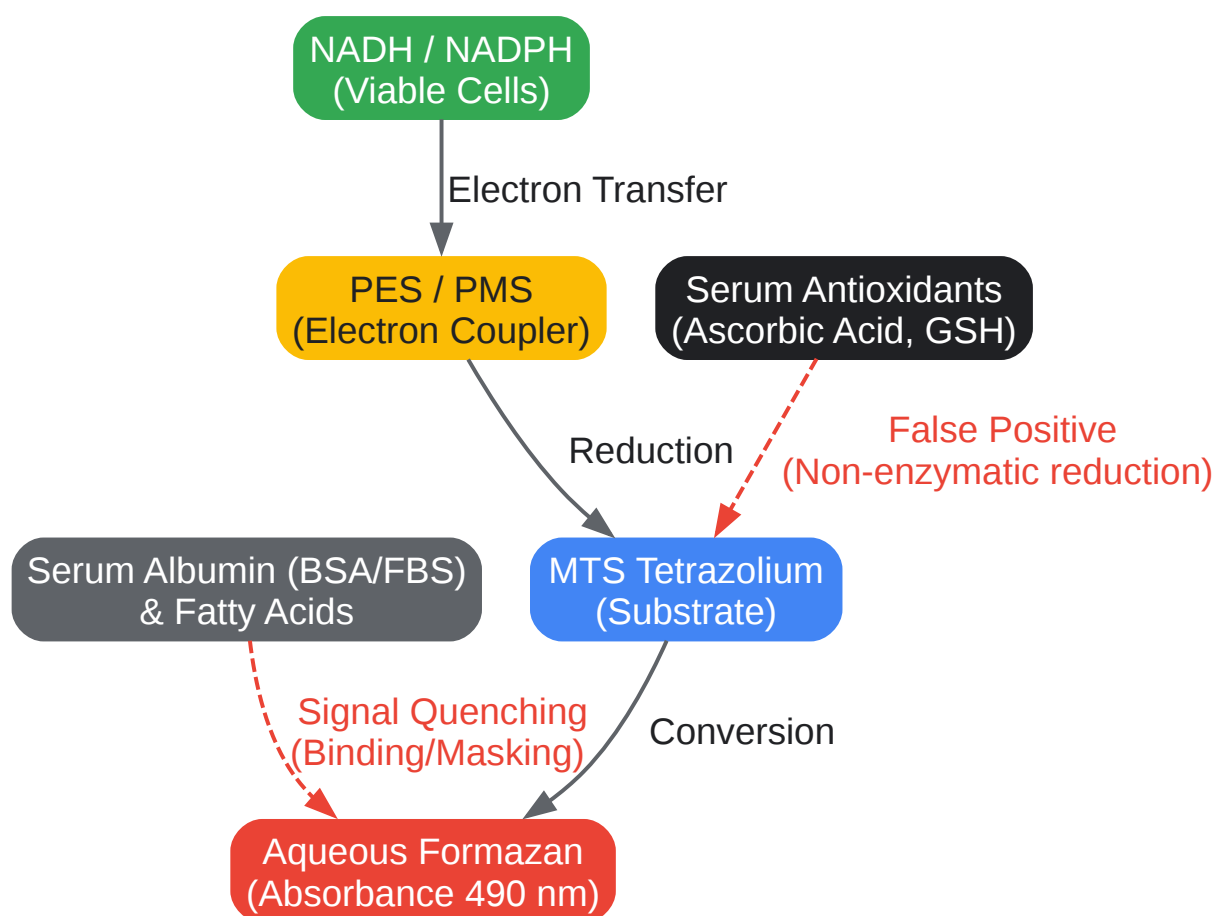 NADH / NADPH
(Viable Cells)
Electron Transfer
PES / PMS
(Electron Coupler)
Serum Antioxidants
(Ascorbic Acid, GSH)
Reduction
False Positive
(Non-enzymatic reduction)
Serum Albumin (BSA/FBS)
& Fatty Acids
MTS Tetrazolium
(Substrate)
Signal Quenching
(Binding/Masking)
Conversion
Aqueous Formazan
(Absorbance 490 nm)